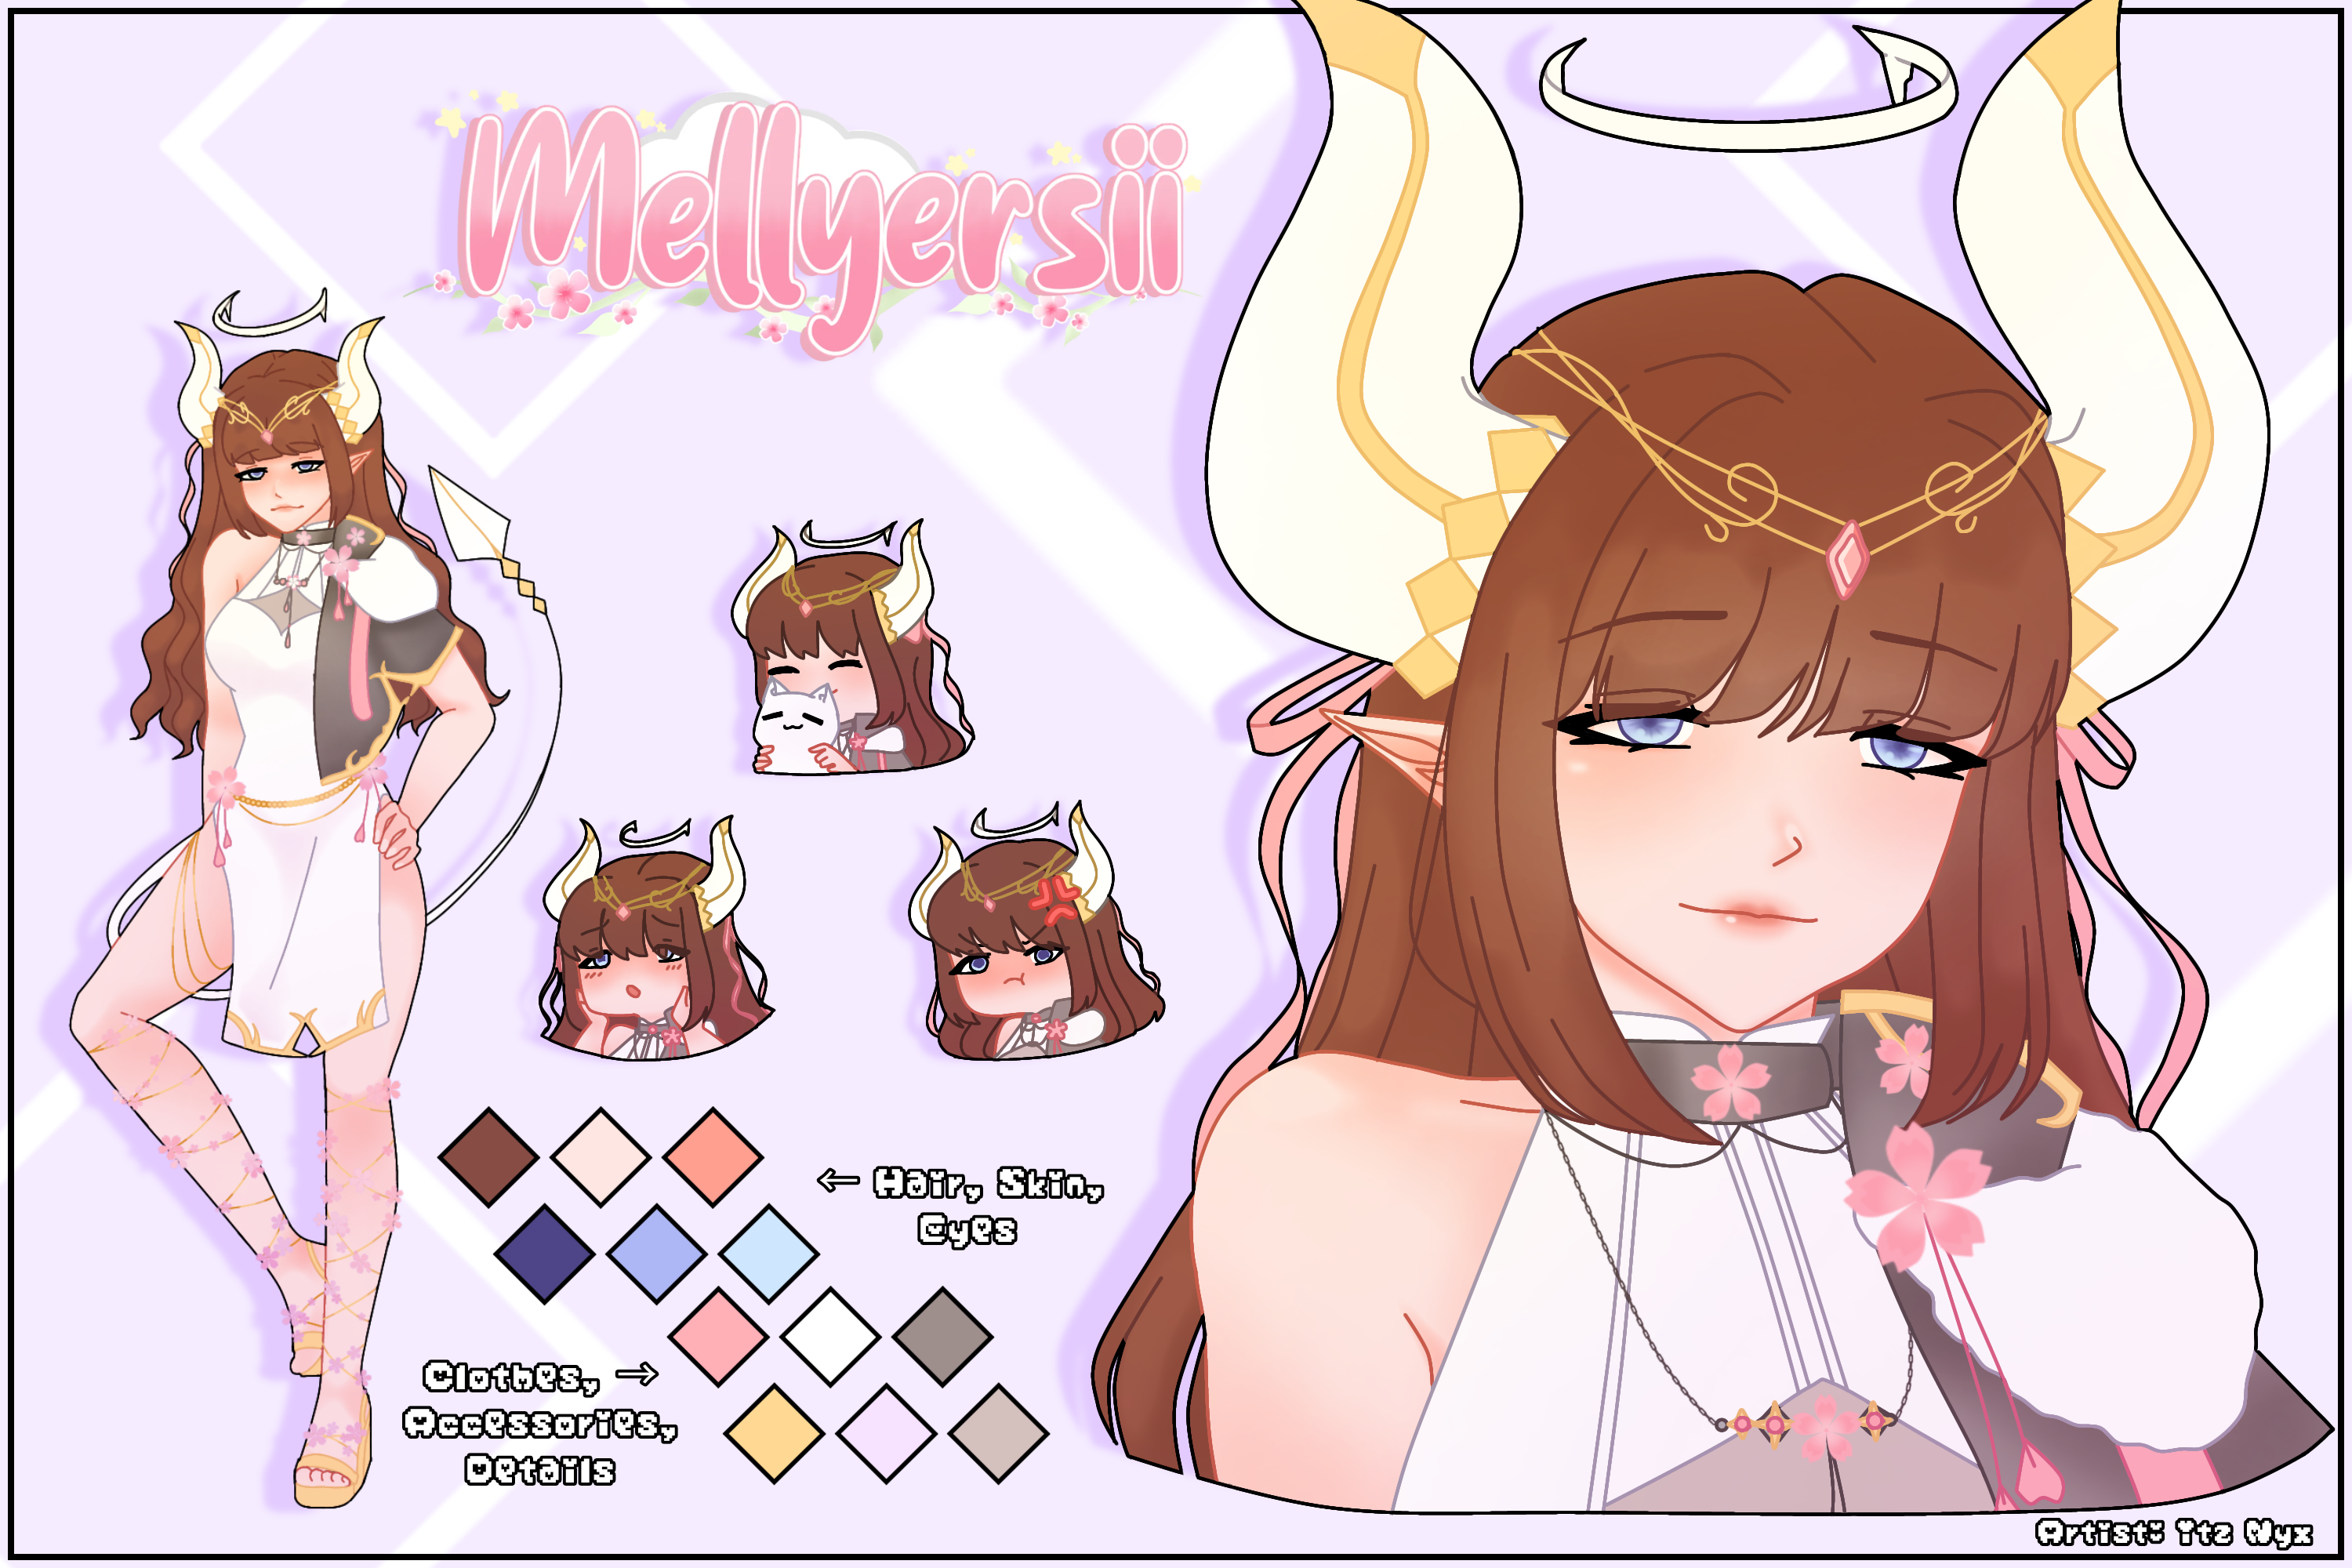 Mellyersii
← Hair, Skin,
Eyes
Clothes, →
Accessories,
Details
Artist: itz Nyx